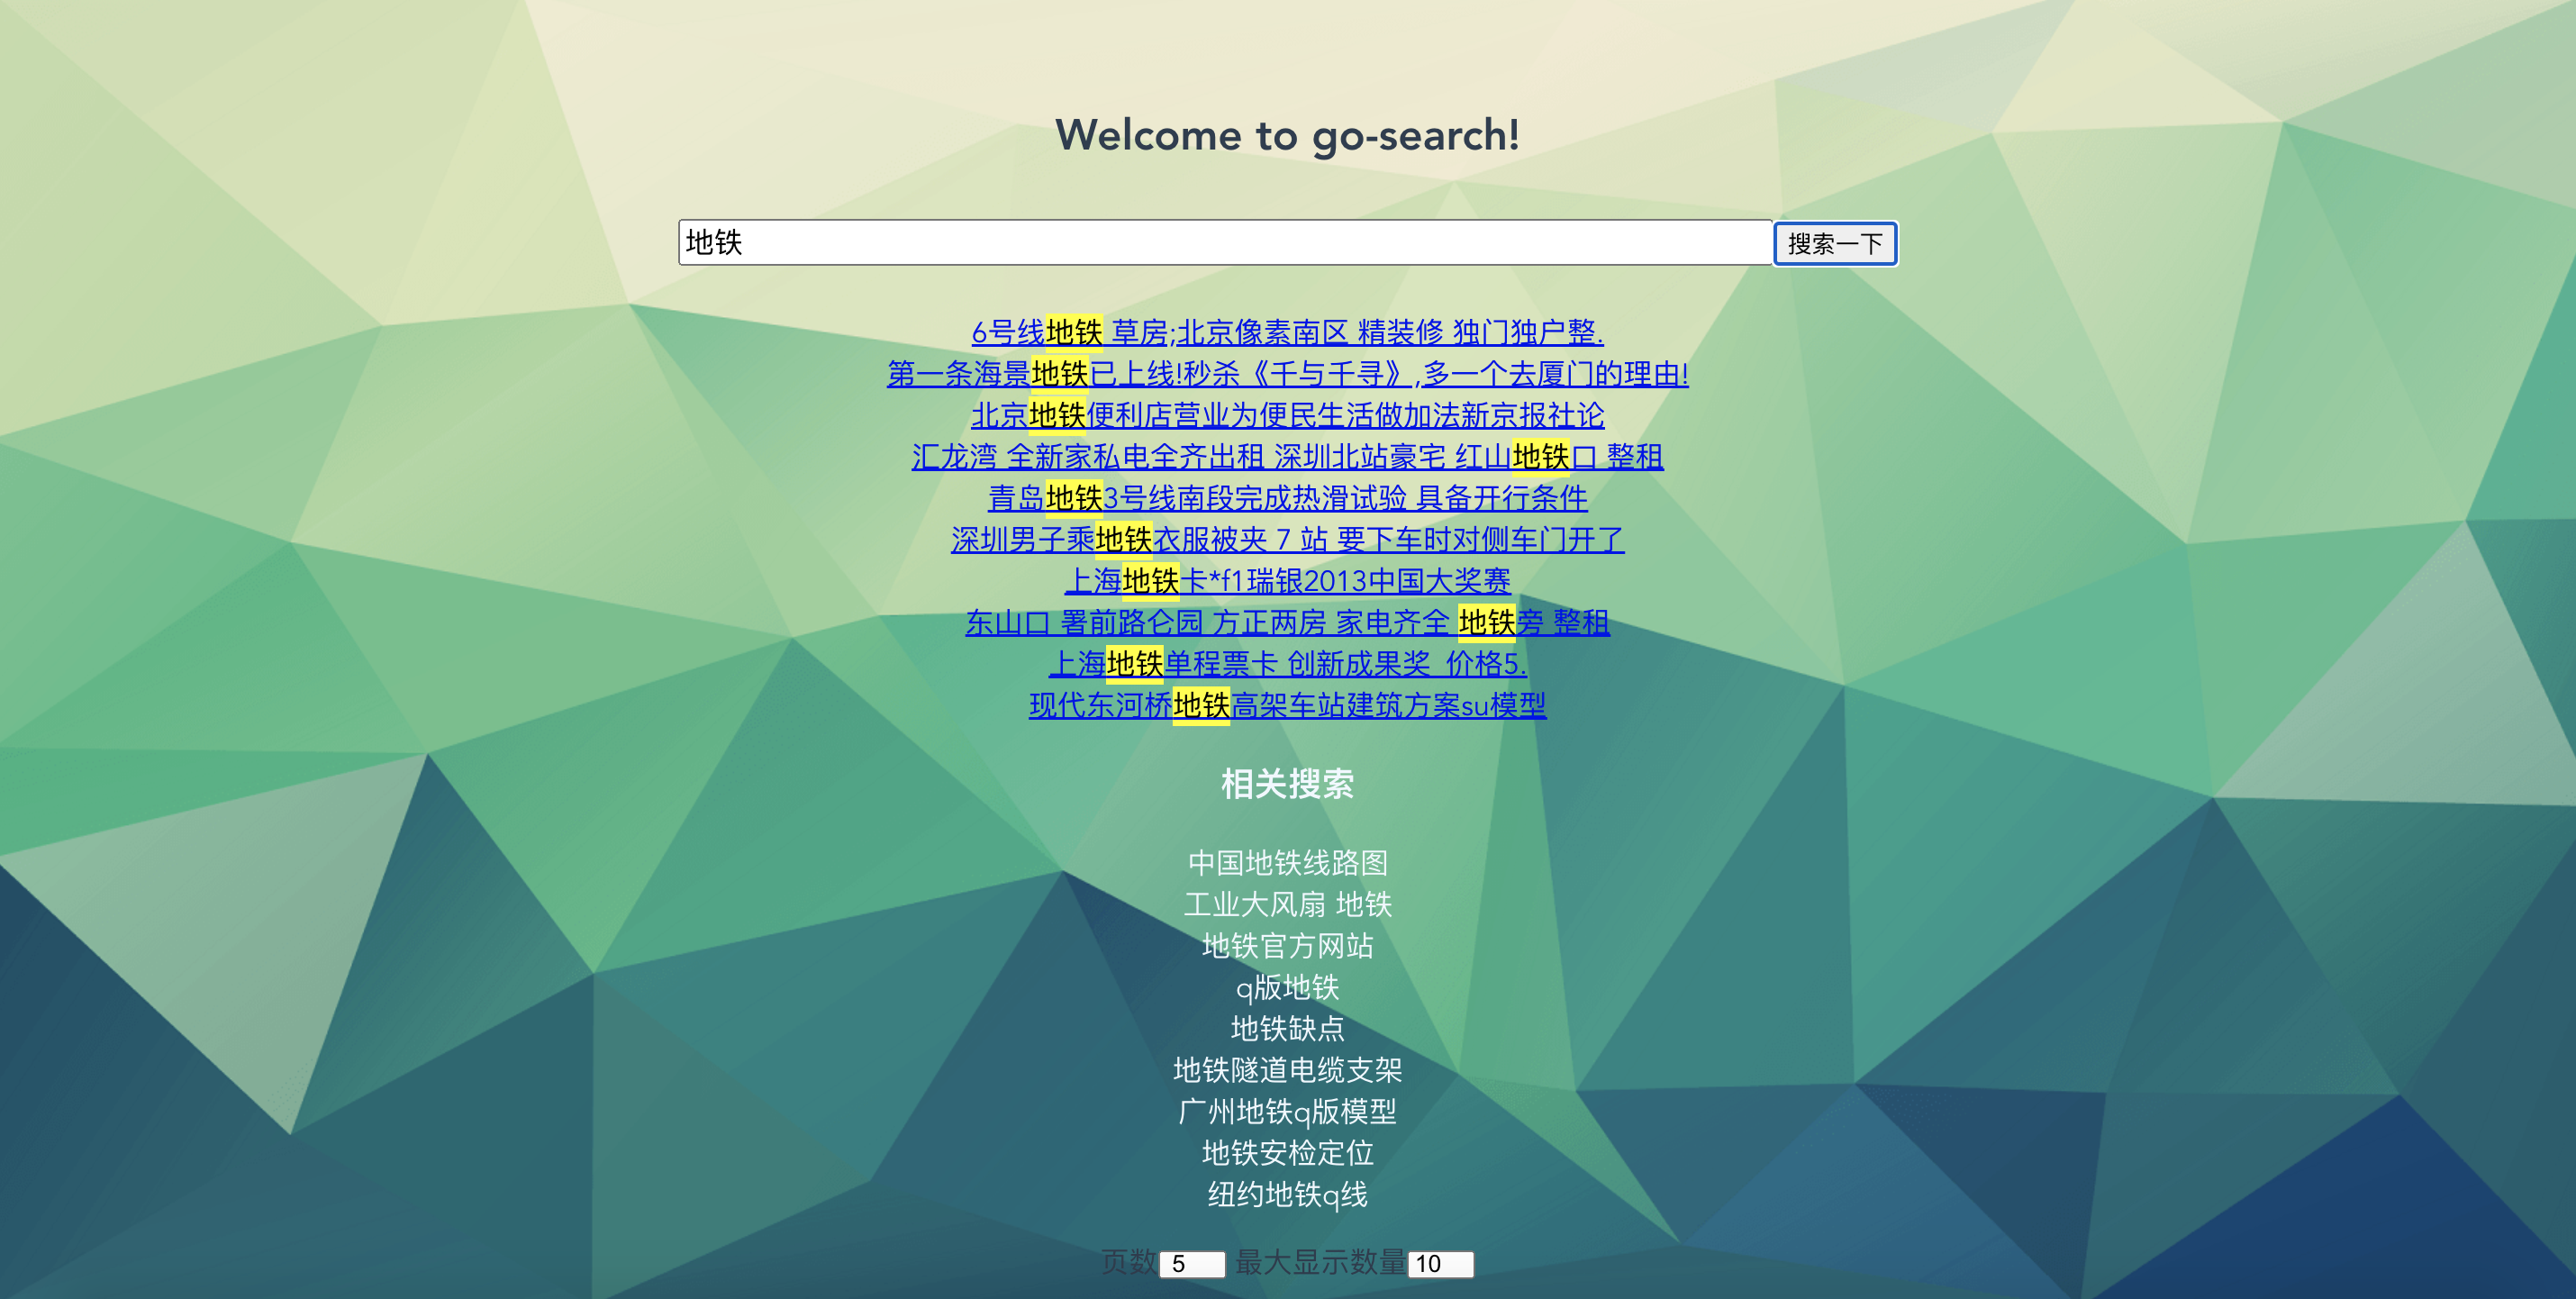 Welcome to go-search!
地铁 搜索一下
6号线地铁 草房;北京像素南区 精装修 独门独户整.
第一条海景地铁已上线!秒杀《千与千寻》,多一个去厦门的理由!
北京地铁便利店营业为便民生活做加法新京报社论
汇龙湾 全新家私电全齐出租 深圳北站豪宅 红山地铁口 整租
青岛地铁3号线南段完成热滑试验 具备开行条件
深圳男子乘地铁衣服被夹 7 站 要下车时对侧车门开了
上海地铁卡*f1瑞银2013中国大奖赛
东山口 署前路仑园 方正两房 家电齐全 地铁旁 整租
上海地铁单程票卡 创新成果奖 价格5.
现代东河桥地铁高架车站建筑方案su模型
相关搜索
中国地铁线路图
工业大风扇 地铁
地铁官方网站
q版地铁
地铁缺点
地铁隧道电缆支架
广州地铁q版模型
地铁安检定位
纽约地铁q线
页数 5 最大显示数量 10